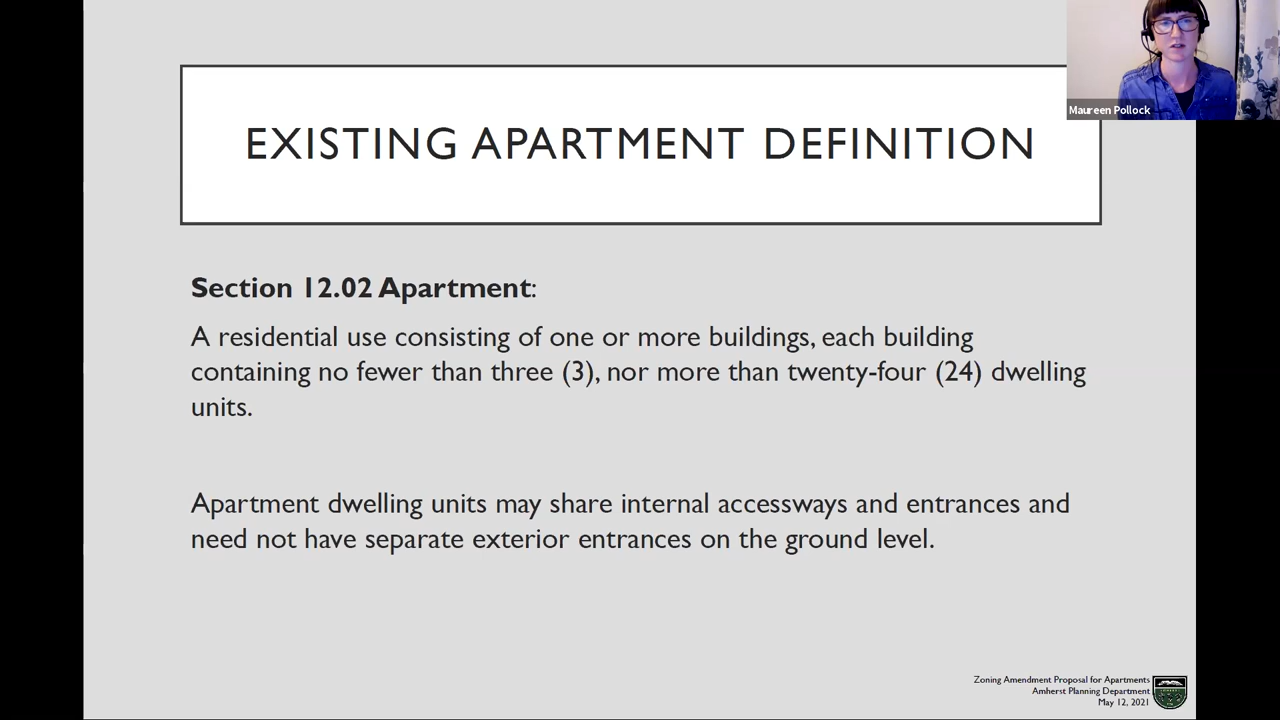 Maureen Pollock
EXISTING APARTMENT DEFINITION
Section 12.02 Apartment:
A residential use consisting of one or more buildings, each building
containing no fewer than three (3), nor more than twenty-four (24) dwelling
units.
Apartment dwelling units may share internal accessways and entrances and
need not have separate exterior entrances on the ground level.
Zoning Amendment Proposal for Apartments
Amherst Planning Department
May 12, 2021